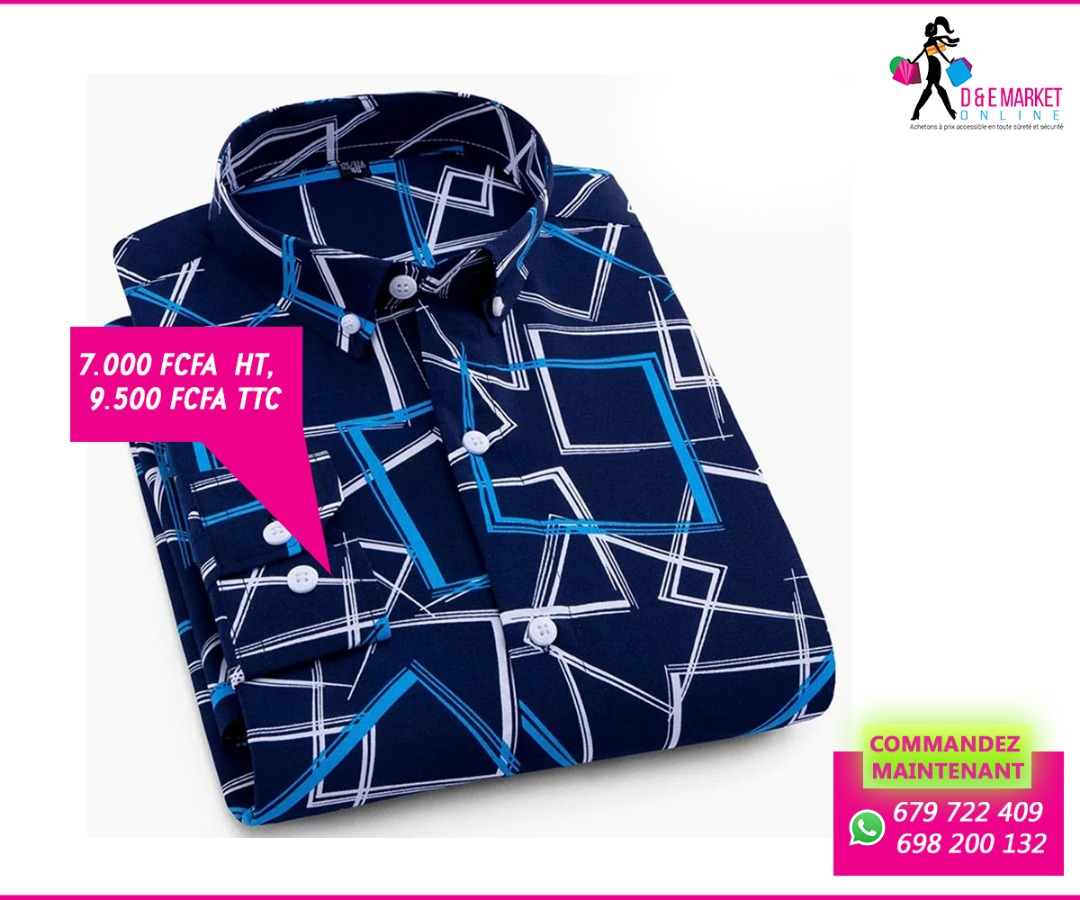 D & E MARKET
ONLINE
Achetons à prix accessible en toute sûreté et sécurité
7.000 FCFA HT,
9.500 FCFA TTC
COMMANDEZ
MAINTENANT
679 722 409
698 200 132